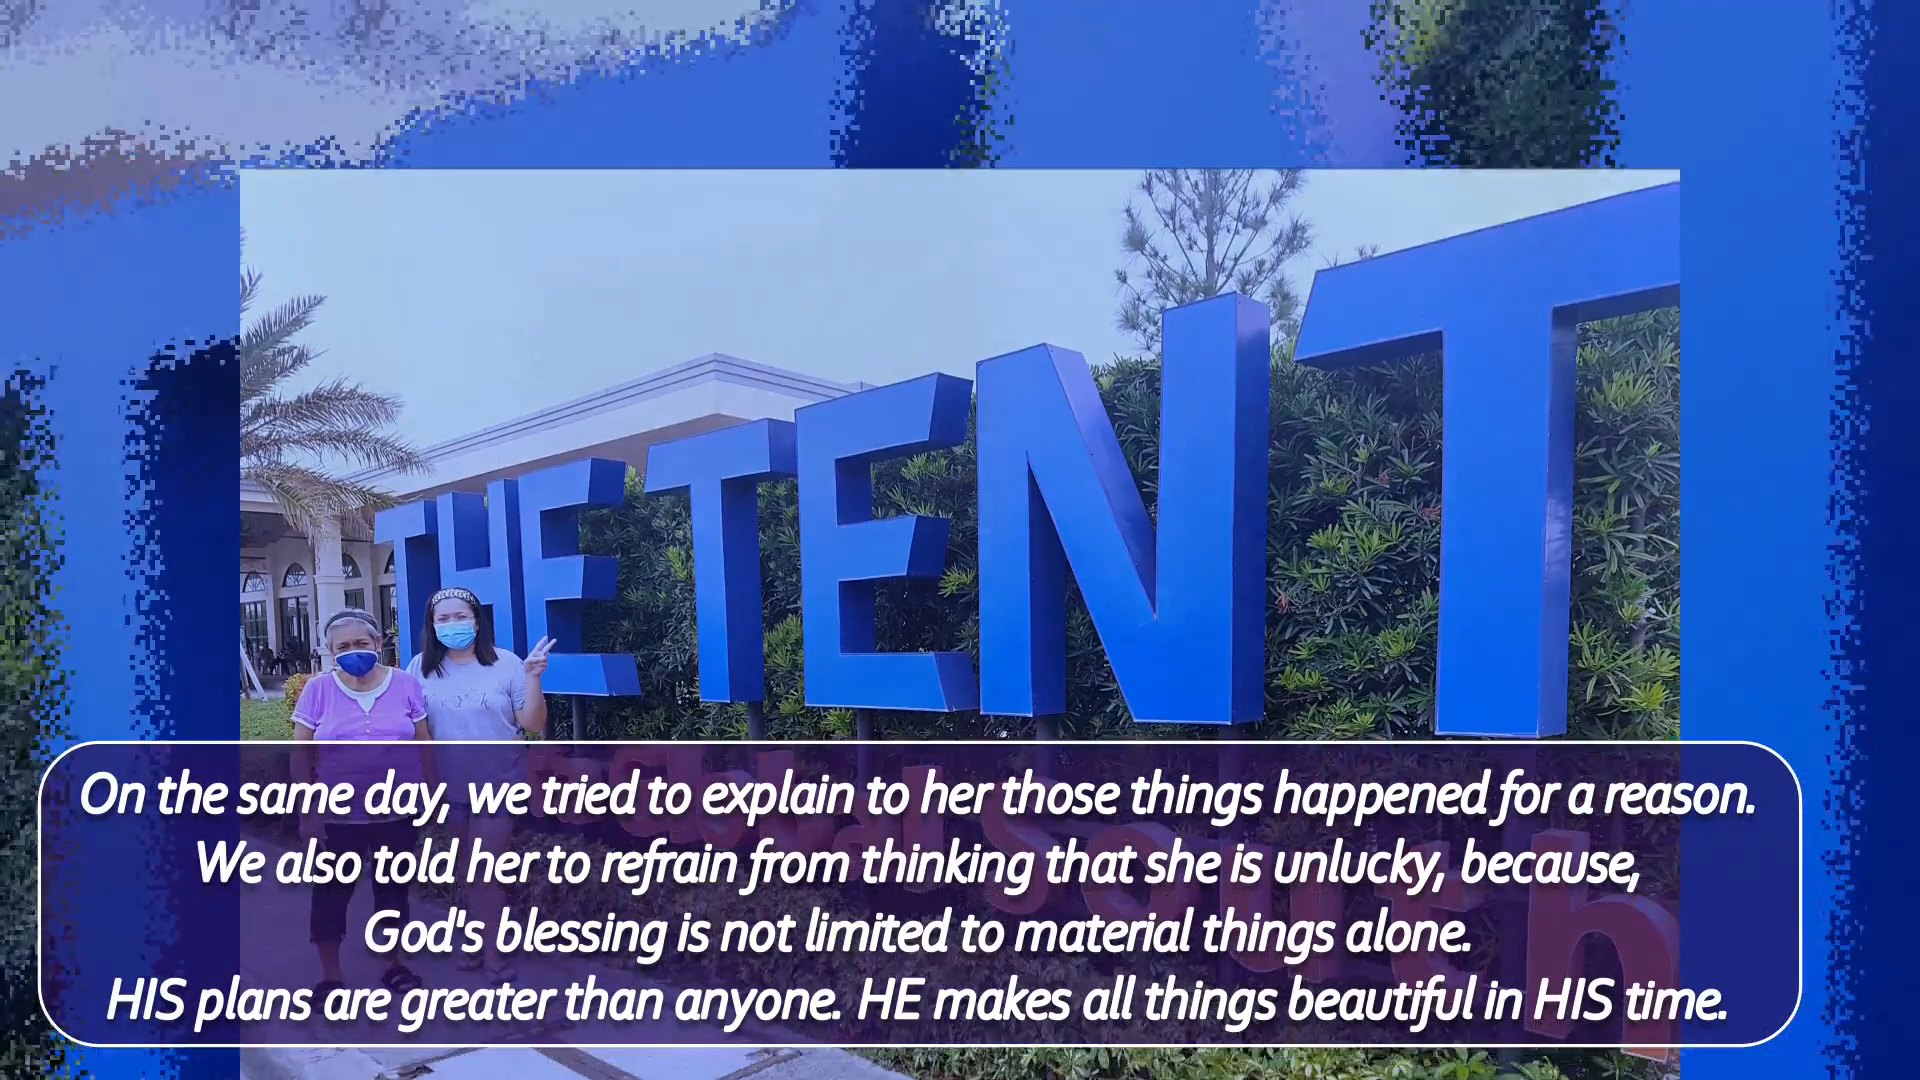 THE TENT
On the same day, we tried to explain to her those things happened for a reason.
We also told her to refrain from thinking that she is unlucky, because,
God's blessing is not limited to material things alone.
HIS plans are greater than anyone. HE makes all things beautiful in HIS time.